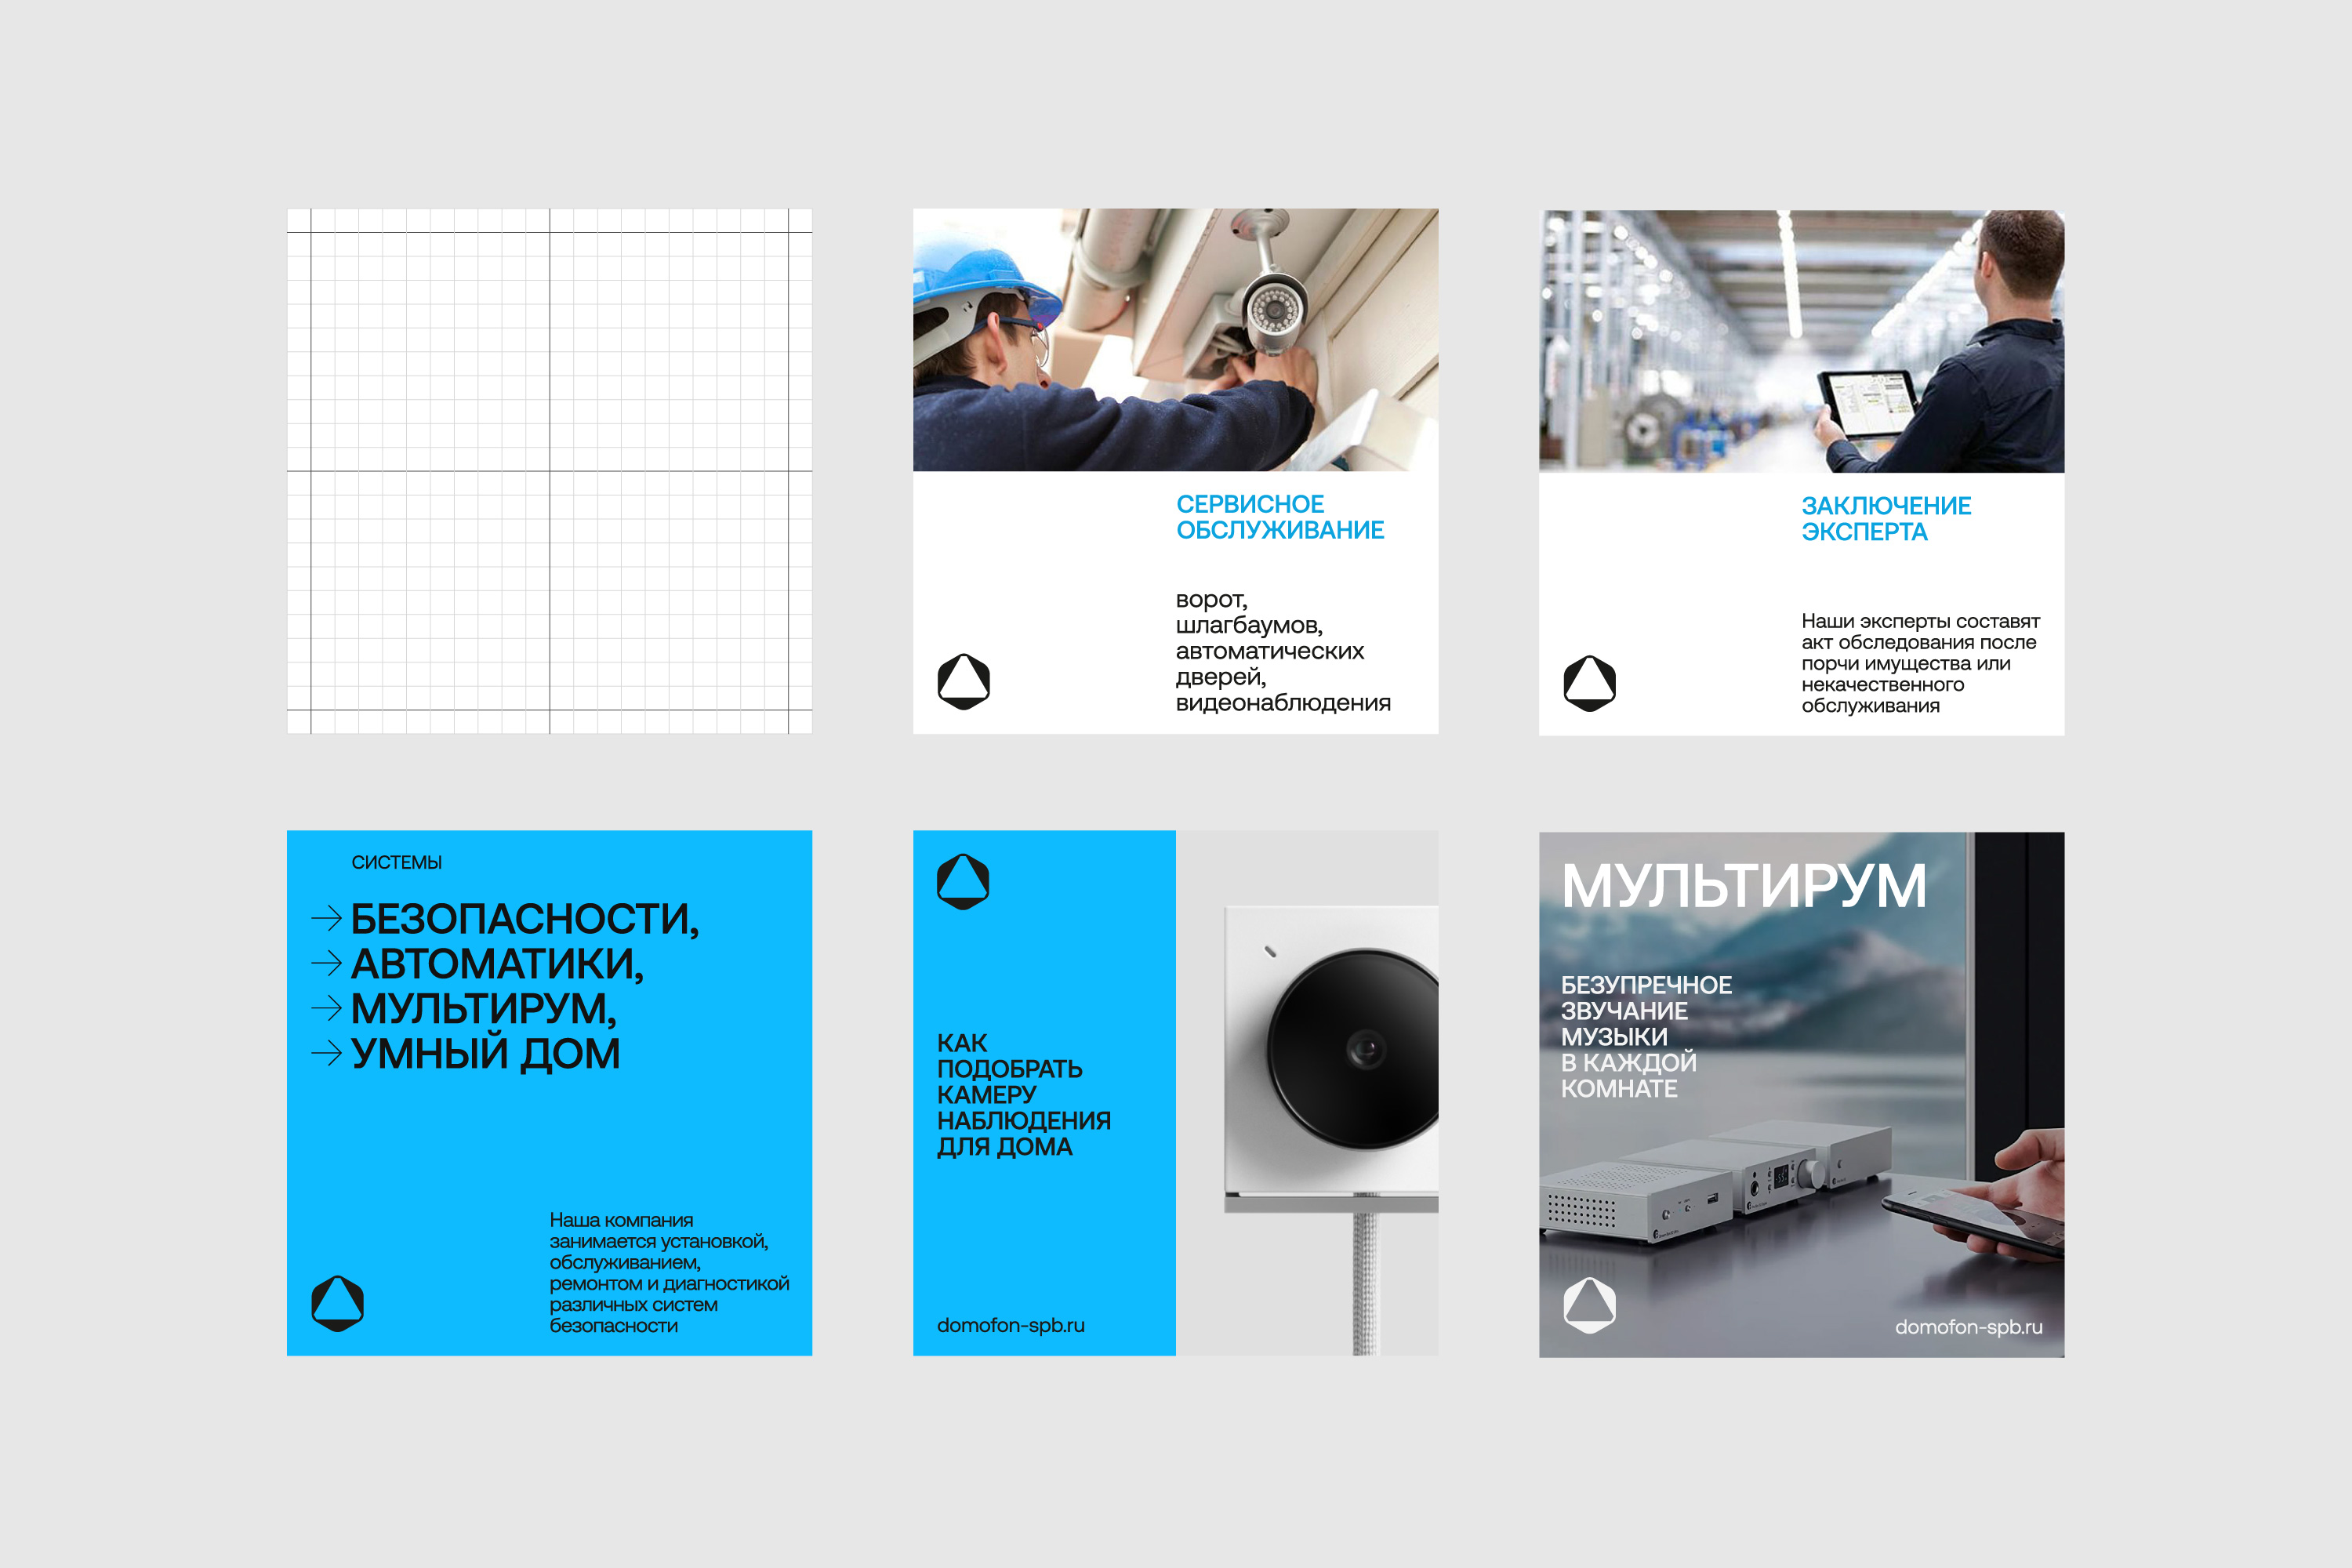 СЕРВИСНОЕ
ОБСЛУЖИВАНИЕ
ворот,
шлагбаумов,
автоматических
дверей,
видеонаблюдения
ЗАКЛЮЧЕНИЕ
ЭКСПЕРТА
Наши эксперты составят
акт обследования после
порчи имущества или
некачественного
обслуживания
СИСТЕМЫ
→ БЕЗОПАСНОСТИ,
→ АВТОМАТИКИ,
→ МУЛЬТИРУМ,
→ УМНЫЙ ДОМ
Наша компания
занимается установкой,
обслуживанием,
ремонтом и диагностикой
различных систем
безопасности
КАК
ПОДОБРАТЬ
КАМЕРУ
НАБЛЮДЕНИЯ
ДЛЯ ДОМА
domofon-spb.ru
МУЛЬТИРУМ
БЕЗУПРЕЧНОЕ
ЗВУЧАНИЕ
МУЗЫКИ
В КАЖДОЙ
КОМНАТЕ
domofon-spb.ru